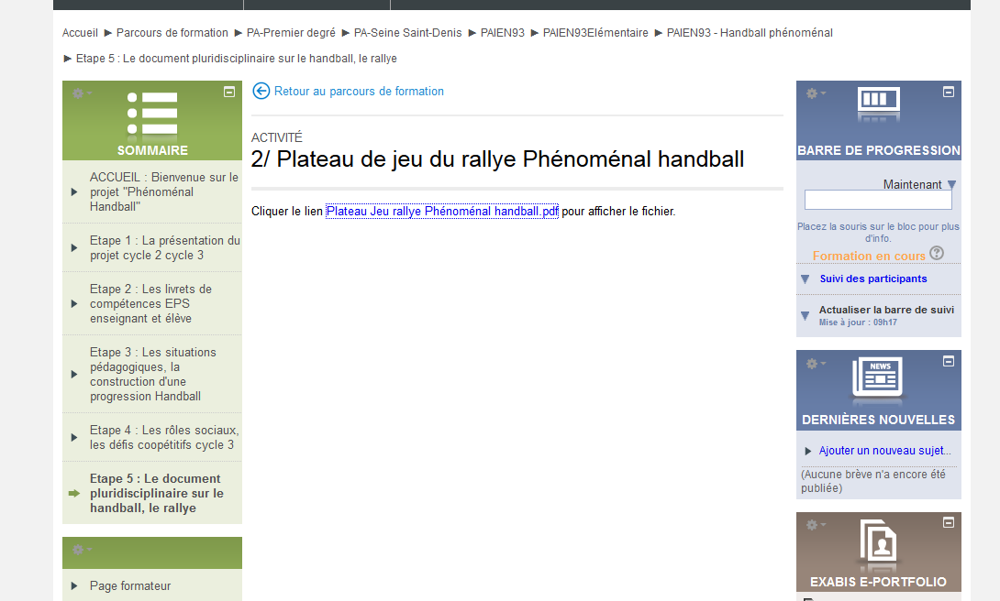 Accueil ► Parcours de formation ► PA-Premier degré ► PA-Seine Saint-Denis ► PAIEN93 ► PAIEN93Elémentaire ► PAIEN93 - Handball phénoménal
► Etape 5 : Le document pluridisciplinaire sur le handball, le rallye
SOMMAIRE
ACCUEIL : Bienvenue sur le
projet "Phénoménal
Handball"
Etape 1 : La présentation du
projet cycle 2 cycle 3
Etape 2 : Les livrets de
compétences EPS
enseignant et élève
Etape 3 : Les situations
pédagogiques, la
construction d'une
progression Handball
Etape 4 : Les rôles sociaux,
les défis coopétitifs cycle 3
Etape 5 : Le document
pluridisciplinaire sur le
handball, le rallye
Page formateur
Retour au parcours de formation
ACTIVITÉ
2/ Plateau de jeu du rallye Phénoménal handball
Cliquer le lien Plateau Jeu rallye Phénoménal handball.pdf pour afficher le fichier.
BARRE DE PROGRESSION
Maintenant
Placez la souris sur le bloc pour plus
d'info.
Formation en cours ?
Suivi des participants
Actualiser la barre de suivi
Mise à jour : 09h17
NEWS
DERNIÈRES NOUVELLES
Ajouter un nouveau sujet...
(Aucune brève n'a encore été
publiée)
EXABIS E-PORTFOLIO